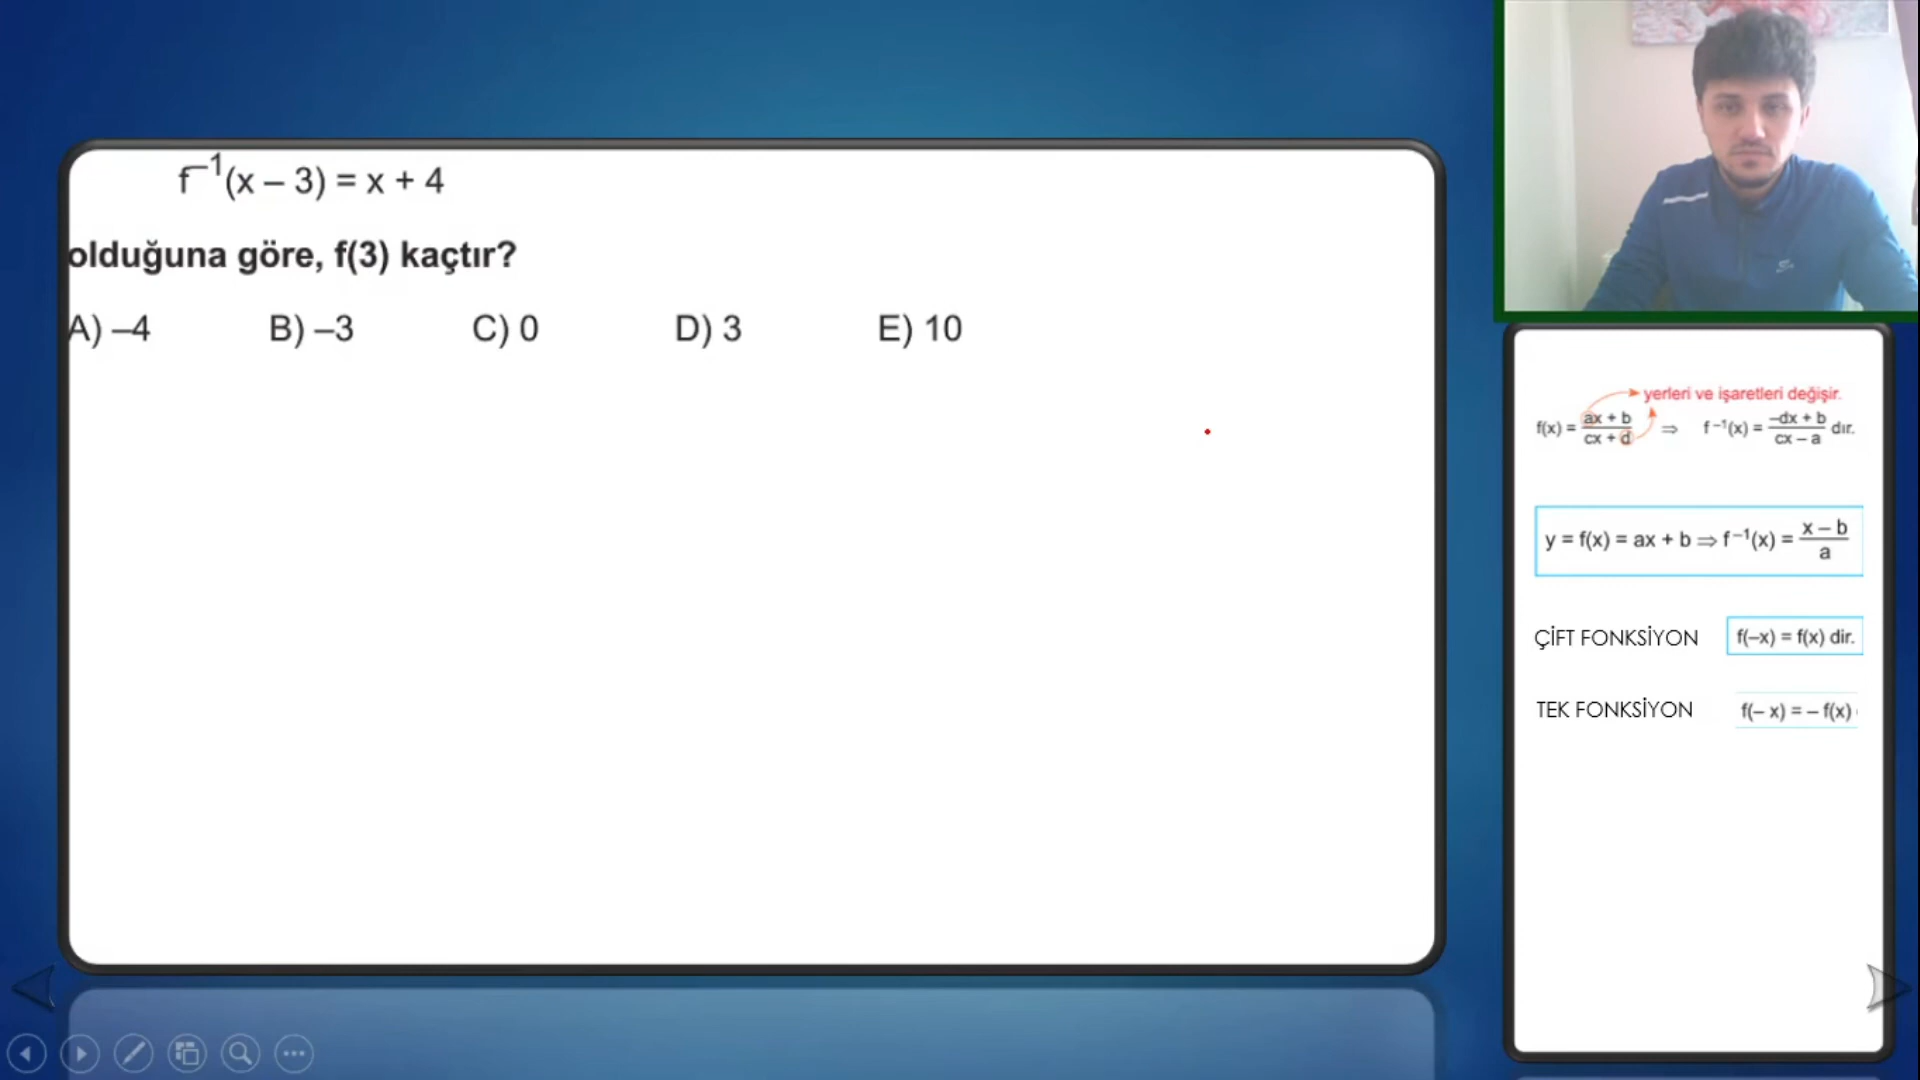 f⁻¹(x – 3) = x + 4
olduğuna göre, f(3) kaçtır?
A) –4 B) –3 C) 0 D) 3 E) 10
yerleri ve işaretleri değişir.
f(x) = (ax + b)/(cx + d) ⇒ f⁻¹(x) = (–dx + b)/(cx – a) dır.
y = f(x) = ax + b ⇒ f⁻¹(x) = (x – b)/a
ÇİFT FONKSİYON f(–x) = f(x) dir.
TEK FONKSİYON f(– x) = – f(x)